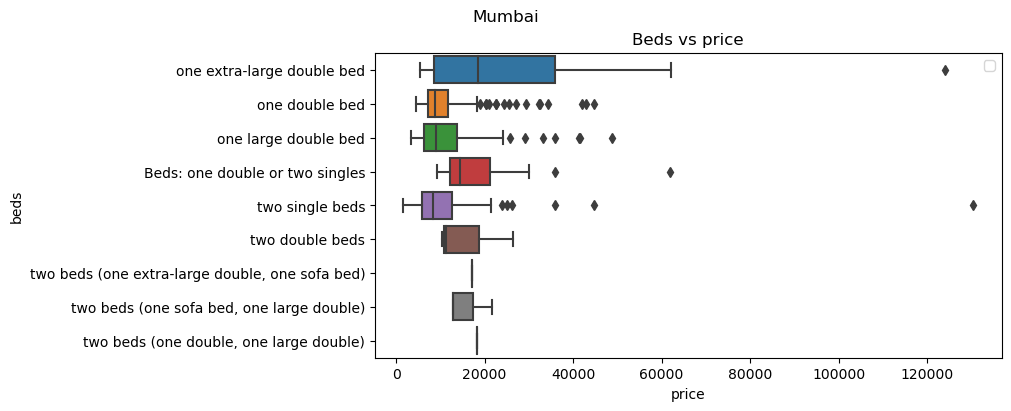 Mumbai
Beds vs price
one extra-large double bed
one double bed
one large double bed
Beds: one double or two singles
two single beds
two double beds
two beds (one extra-large double, one sofa bed)
two beds (one sofa bed, one large double)
two beds (one double, one large double)
beds
0 20000 40000 60000 80000 100000 120000
price